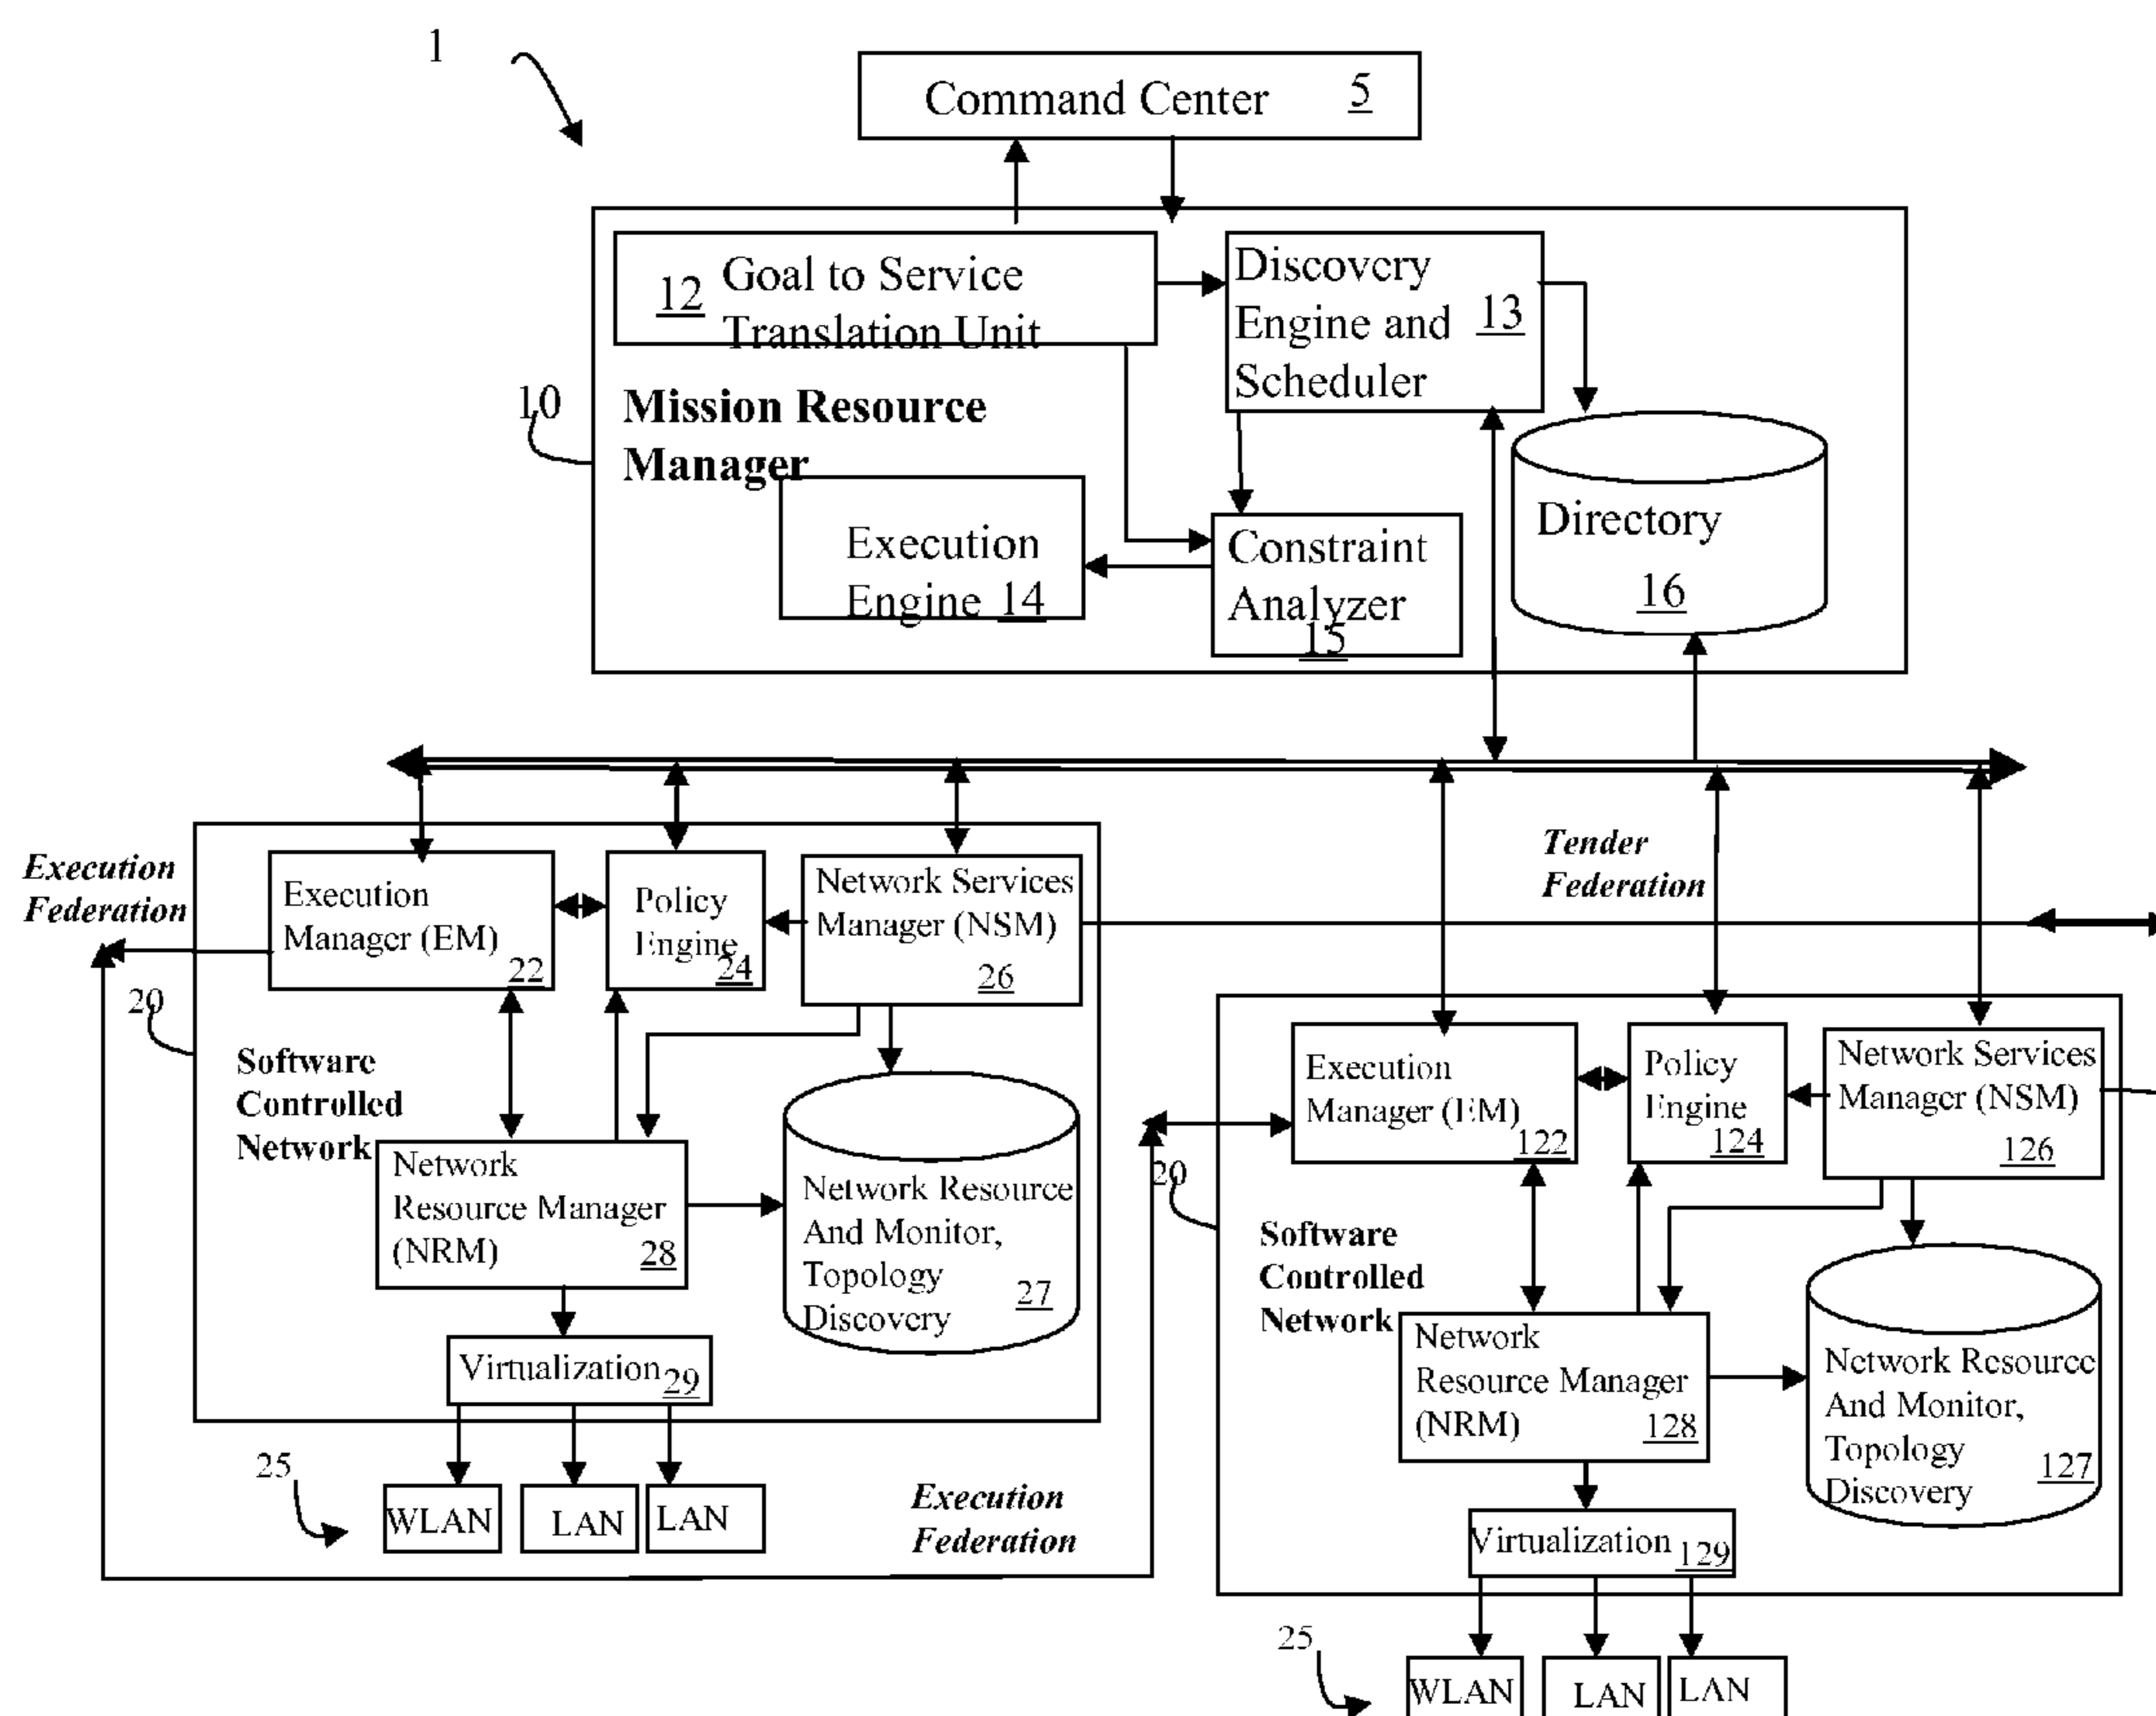 1
Command Center 5
12 Goal to Service
Translation Unit
Discovery
Engine and 13
Scheduler
10
Mission Resource
Manager
Execution
Engine 14
Constraint
Analyzer
15
Directory
16
Execution
Federation
Tender
Federation
Execution
Manager (EM)
22
Policy
Engine
24
Network Services
Manager (NSM)
26
20
Software
Controlled
Network
Network
Resource Manager
(NRM) 28
Network Resource
And Monitor,
Topology
Discovery
27
Virtualization 29
25
WLAN
LAN
LAN
Execution
Federation
Execution
Manager (EM)
122
Policy
Engine
124
Network Services
Manager (NSM)
126
20
Software
Controlled
Network
Network
Resource Manager
(NRM) 128
Network Resource
And Monitor,
Topology
Discovery
127
Virtualization 129
25
WLAN
LAN
LAN